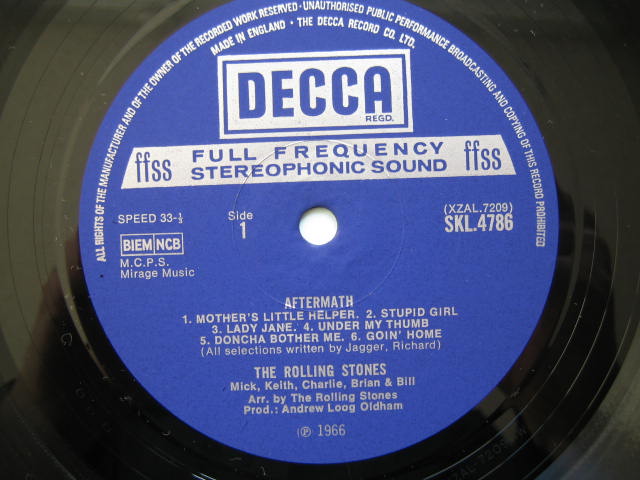 ALL RIGHTS OF THE MANUFACTURER AND OF THE OWNER OF THE RECORDED WORK RESERVED · UNAUTHORISED PUBLIC PERFORMANCE BROADCASTING AND COPYING OF THIS RECORD PROHIBITED
MADE IN ENGLAND · THE DECCA RECORD CO. LTD.
DECCA
REGD.
ffss FULL FREQUENCY ffss
STEREOPHONIC SOUND
SPEED 33-⅓ Side (XZAL.7209)
1 SKL.4786
BIEM NCB
M.C.P.S.
Mirage Music
AFTERMATH
1. MOTHER'S LITTLE HELPER. 2. STUPID GIRL
3. LADY JANE. 4. UNDER MY THUMB
5. DONCHA BOTHER ME. 6. GOIN' HOME
(All selections written by Jagger, Richard)
THE ROLLING STONES
Mick, Keith, Charlie, Brian & Bill
Arr. by The Rolling Stones
Prod.: Andrew Loog Oldham
Ⓟ 1966